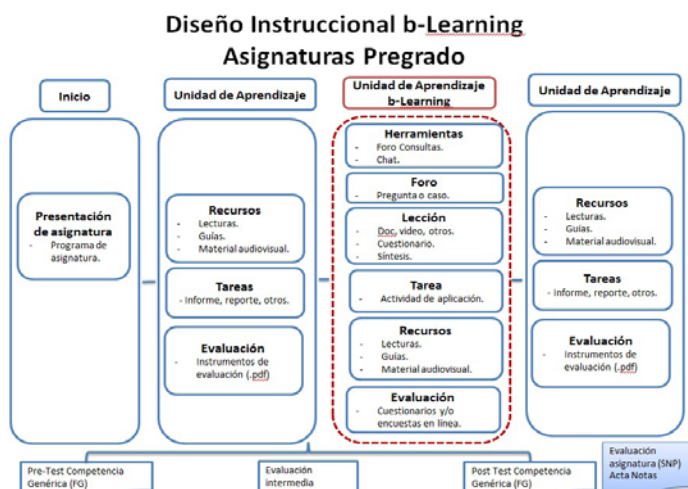 Diseño Instruccional b-Learning
Asignaturas Pregrado
Inicio
Presentación
de asignatura
- Programa de
asignatura.
Unidad de Aprendizaje
Recursos
- Lecturas.
- Guías.
- Material audiovisual.
Tareas
- Informe, reporte, otros.
Evaluación
- Instrumentos de
evaluación (.pdf)
Unidad de Aprendizaje
b-Learning
Herramientas
- Foro Consultas.
- Chat.
Foro
- Pregunta o caso.
Lección
- Doc, video, otros.
- Cuestionario.
- Síntesis.
Tarea
- Actividad de aplicación.
Recursos
- Lecturas.
- Guías.
- Material audiovisual.
Evaluación
- Cuestionarios y/o
encuestas en línea.
Unidad de Aprendizaje
Recursos
- Lecturas.
- Guías.
- Material audiovisual.
Tareas
- Informe, reporte, otros.
Evaluación
- Instrumentos de
evaluación (.pdf)
Pre-Test Competencia
Genérica (FG)
Evaluación
intermedia
Post Test Competencia
Genérica (FG)
Evaluación
asignatura (SNP)
Acta Notas